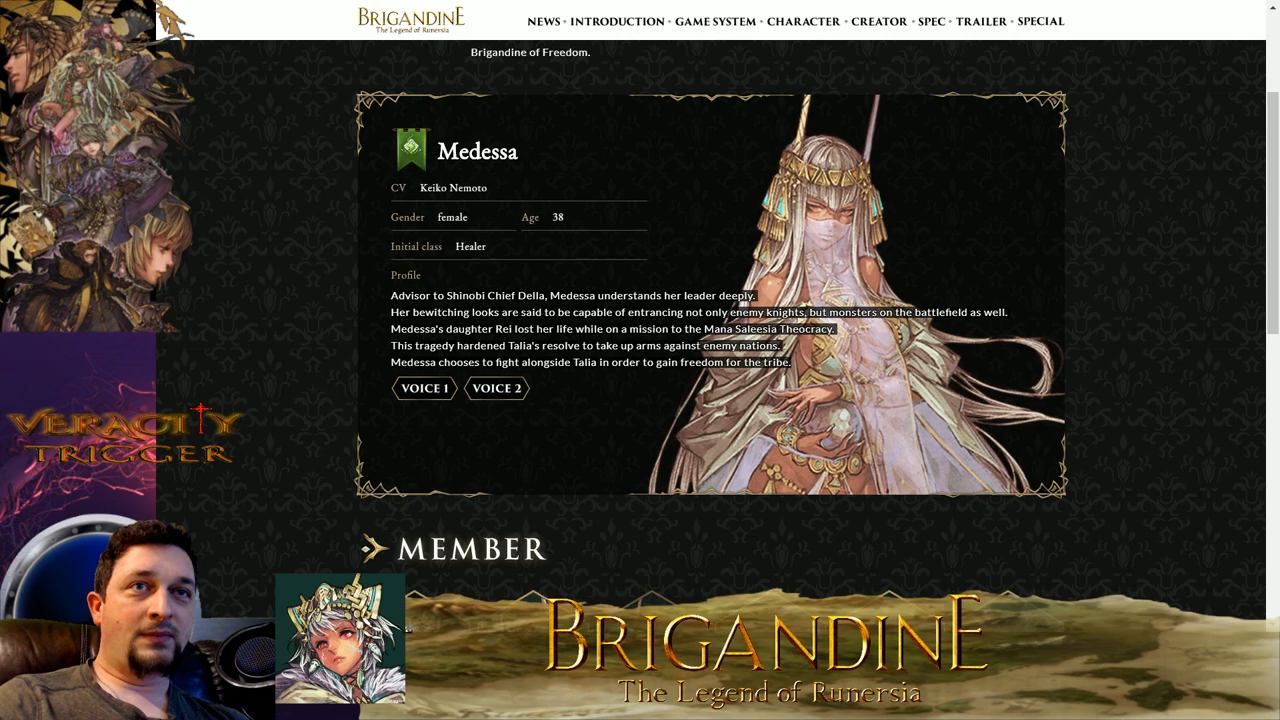 BRIGANDINE
The Legend of Runersia
NEWS • INTRODUCTION • GAME SYSTEM • CHARACTER • CREATOR • SPEC • TRAILER • SPECIAL
Brigandine of Freedom.
Medessa
CV Keiko Nemoto
Gender female Age 38
Initial class Healer
Profile
Advisor to Shinobi Chief Della, Medessa understands her leader deeply.
Her bewitching looks are said to be capable of entrancing not only enemy knights, but monsters on the battlefield as well.
Medessa's daughter Rei lost her life while on a mission to the Mana Saleesia Theocracy.
This tragedy hardened Talia's resolve to take up arms against enemy nations.
Medessa chooses to fight alongside Talia in order to gain freedom for the tribe.
VOICE 1 VOICE 2
VERACITY
TRIGGER
MEMBER
BRIGANDINE
The Legend of Runersia